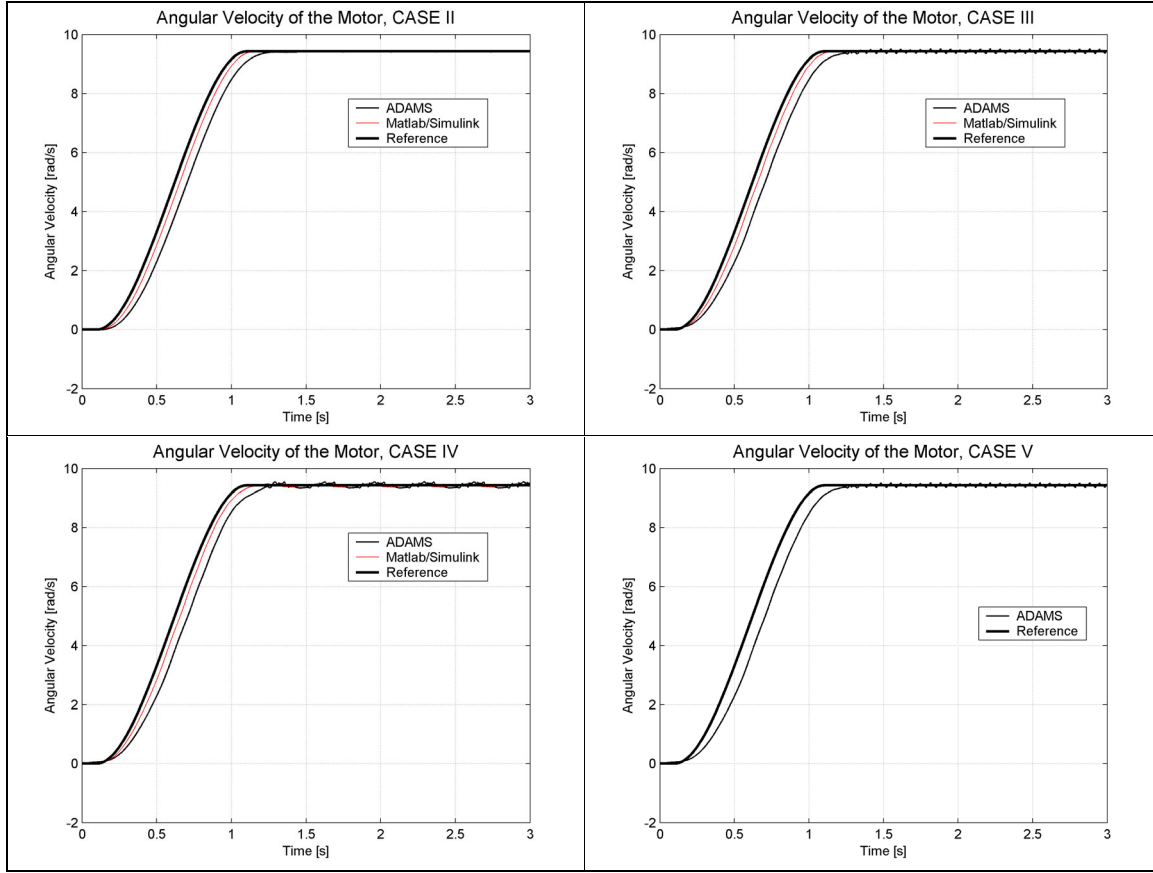 Angular Velocity of the Motor, CASE II
10
8
6
4
2
0
-2
Angular Velocity [rad/s]
ADAMS
Matlab/Simulink
Reference
0 0.5 1 1.5 2 2.5 3
Time [s]
Angular Velocity of the Motor, CASE III
10
8
6
4
2
0
-2
Angular Velocity [rad/s]
ADAMS
Matlab/Simulink
Reference
0 0.5 1 1.5 2 2.5 3
Time [s]
Angular Velocity of the Motor, CASE IV
10
8
6
4
2
0
-2
Angular Velocity [rad/s]
ADAMS
Matlab/Simulink
Reference
0 0.5 1 1.5 2 2.5 3
Time [s]
Angular Velocity of the Motor, CASE V
10
8
6
4
2
0
-2
Angular Velocity [rad/s]
ADAMS
Reference
0 0.5 1 1.5 2 2.5 3
Time [s]